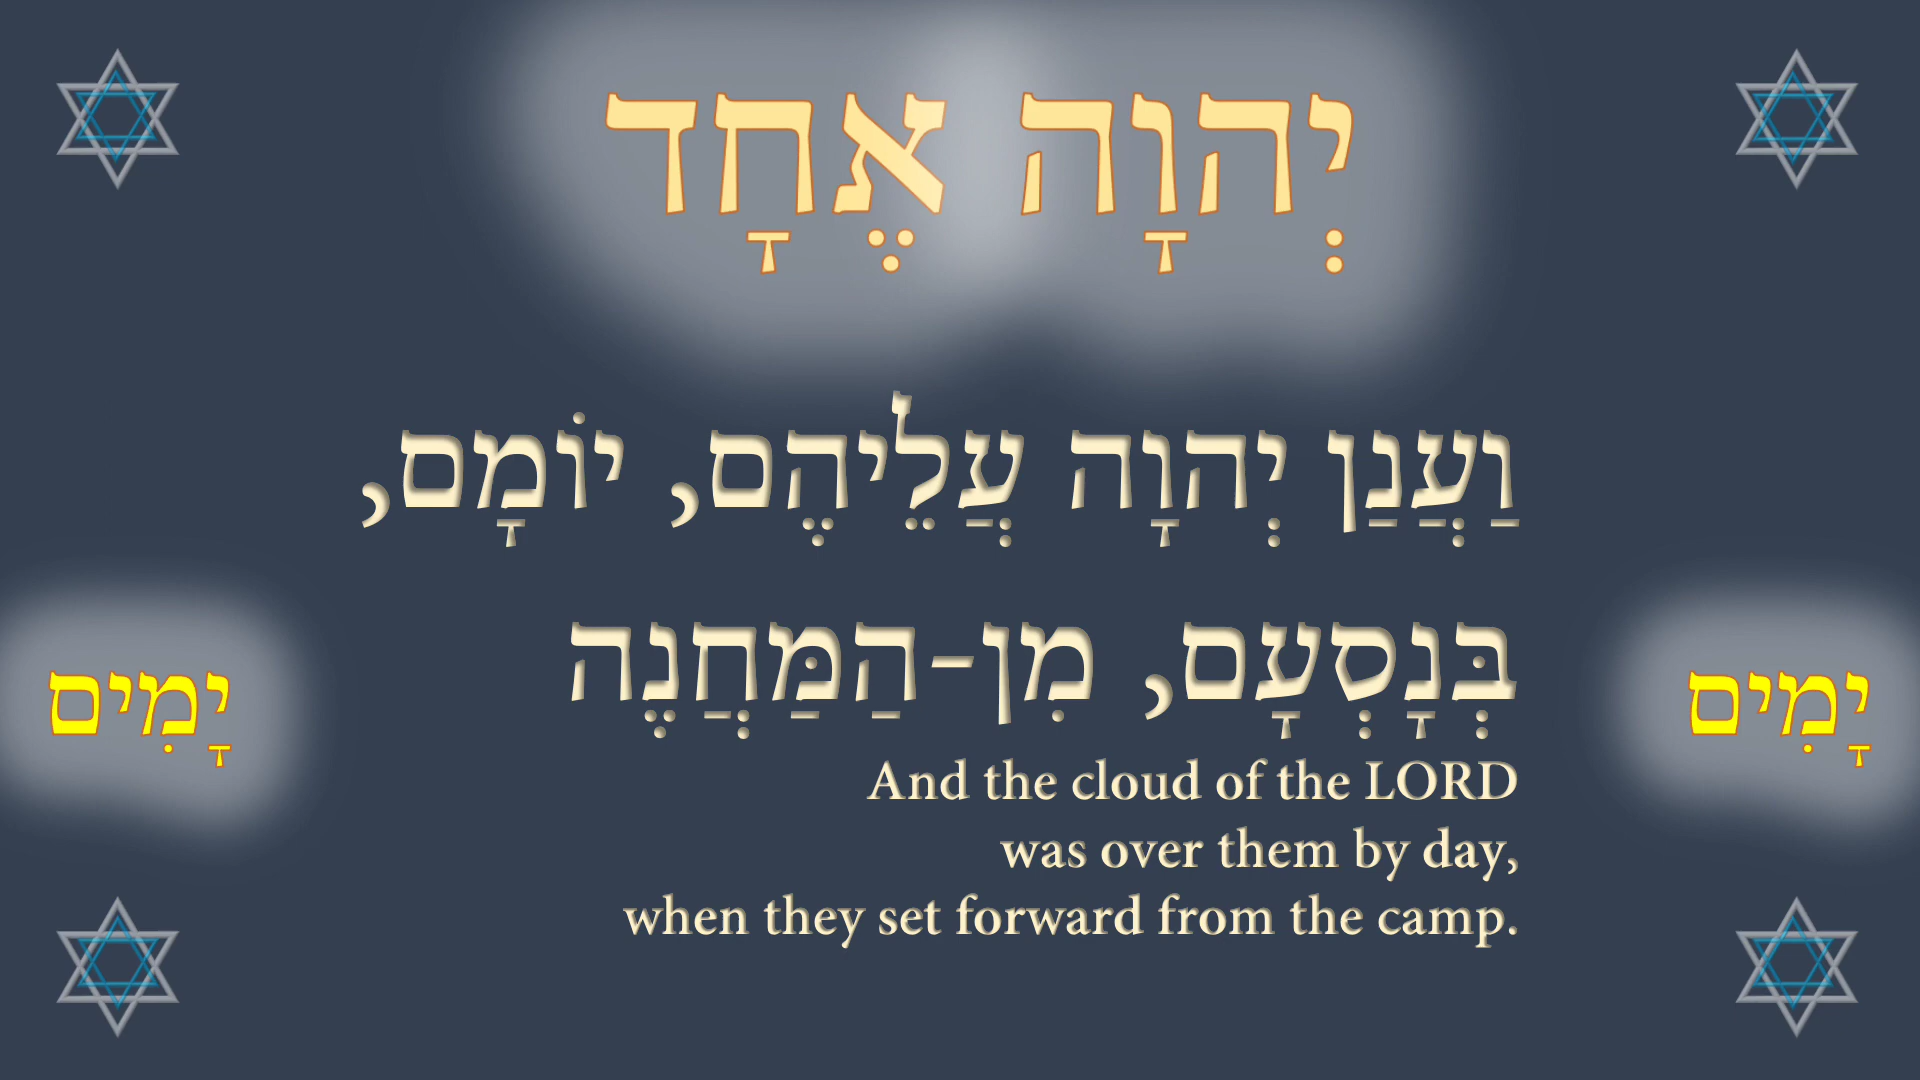 יְהוָה אֶחָד
וַעֲנַן יְהוָה עֲלֵיהֶם, יוֹמָם,
בְּנָסְעָם, מִן-הַמַּחֲנֶה
יָמִים
יָמִים
And the cloud of the LORD
was over them by day,
when they set forward from the camp.